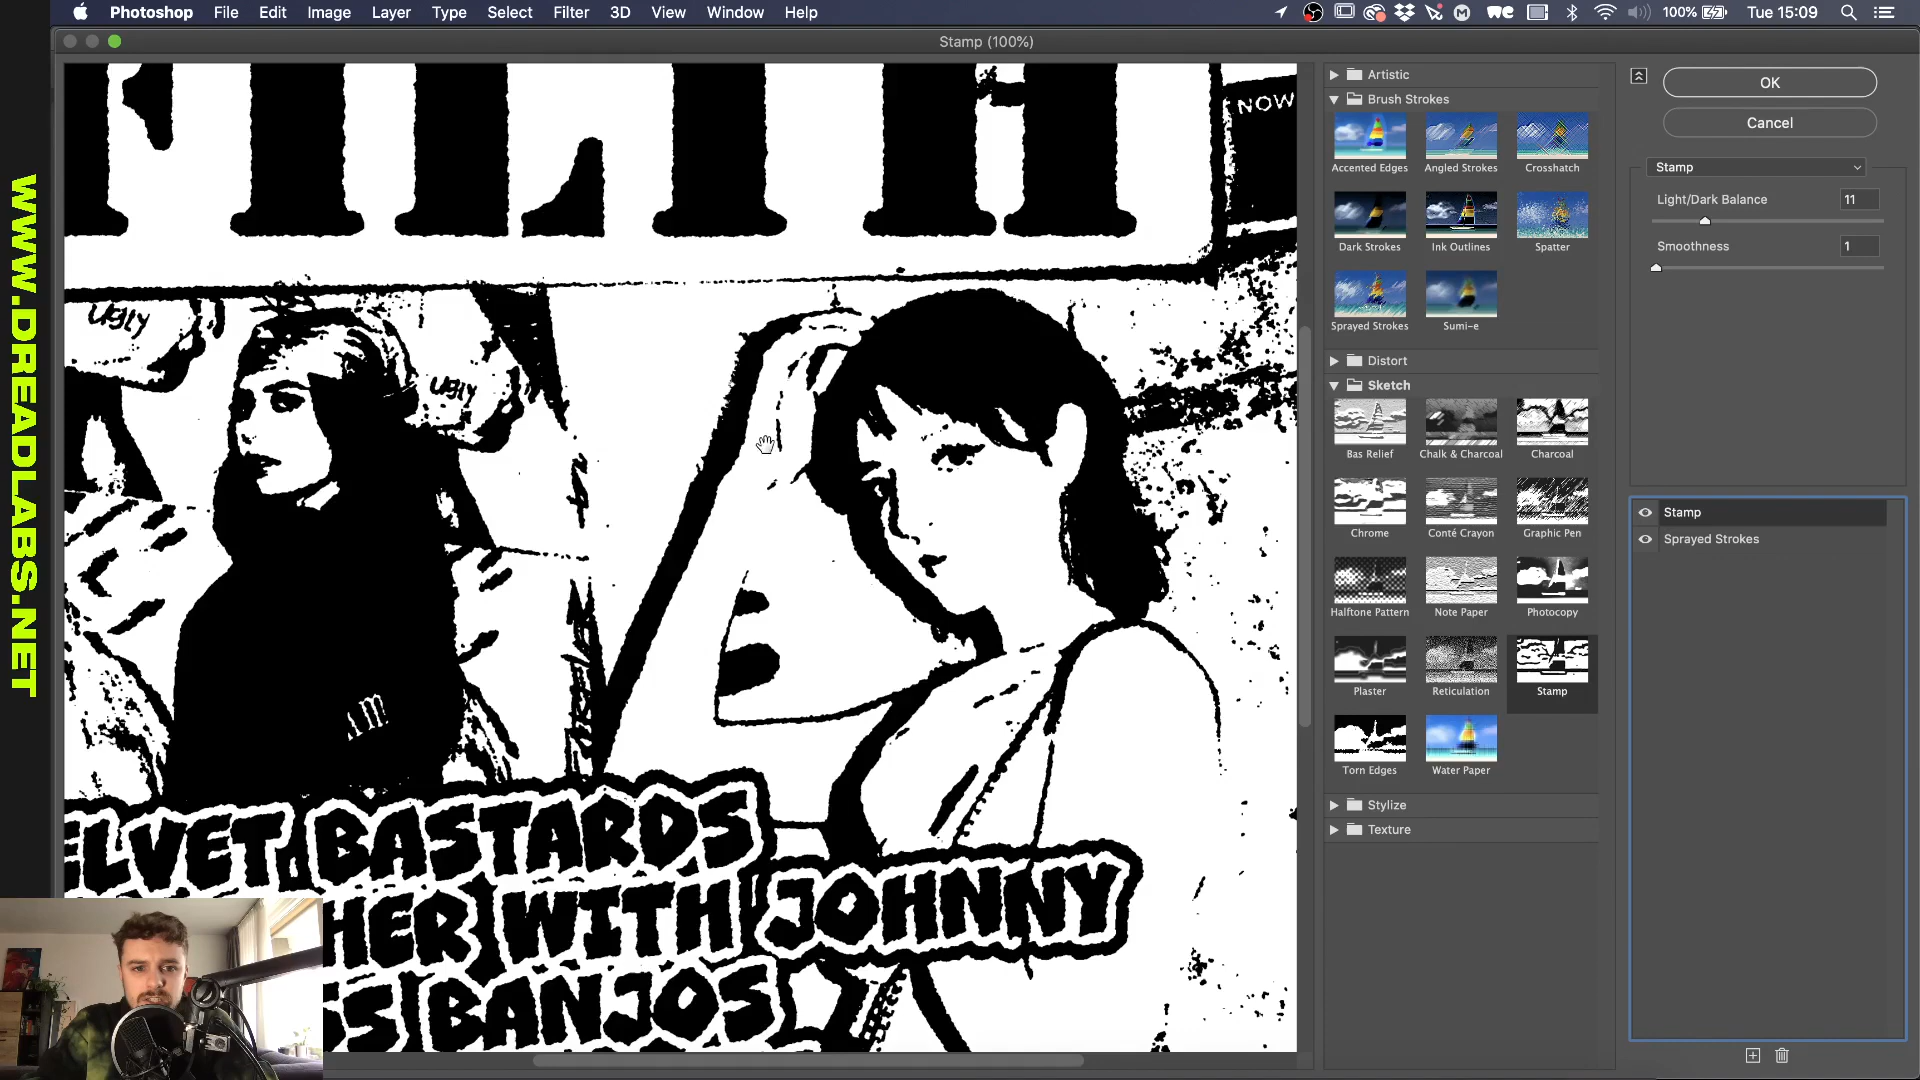 Photoshop File Edit Image Layer Type Select Filter 3D View Window Help 100% Tue 15:09
Stamp (100%)
WWW.DREADLABS.NET
FILTH
NOW
UGLY
UGLY
ELVET BASTARDS
HER WITH JOHNNY
SS BANJOS
Artistic
Brush Strokes
Accented Edges Angled Strokes Crosshatch
Dark Strokes Ink Outlines Spatter
Sprayed Strokes Sumi-e
Distort
Sketch
Bas Relief Chalk & Charcoal Charcoal
Chrome Conté Crayon Graphic Pen
Halftone Pattern Note Paper Photocopy
Plaster Reticulation Stamp
Torn Edges Water Paper
Stylize
Texture
OK
Cancel
Stamp
Light/Dark Balance 11
Smoothness 1
Stamp
Sprayed Strokes